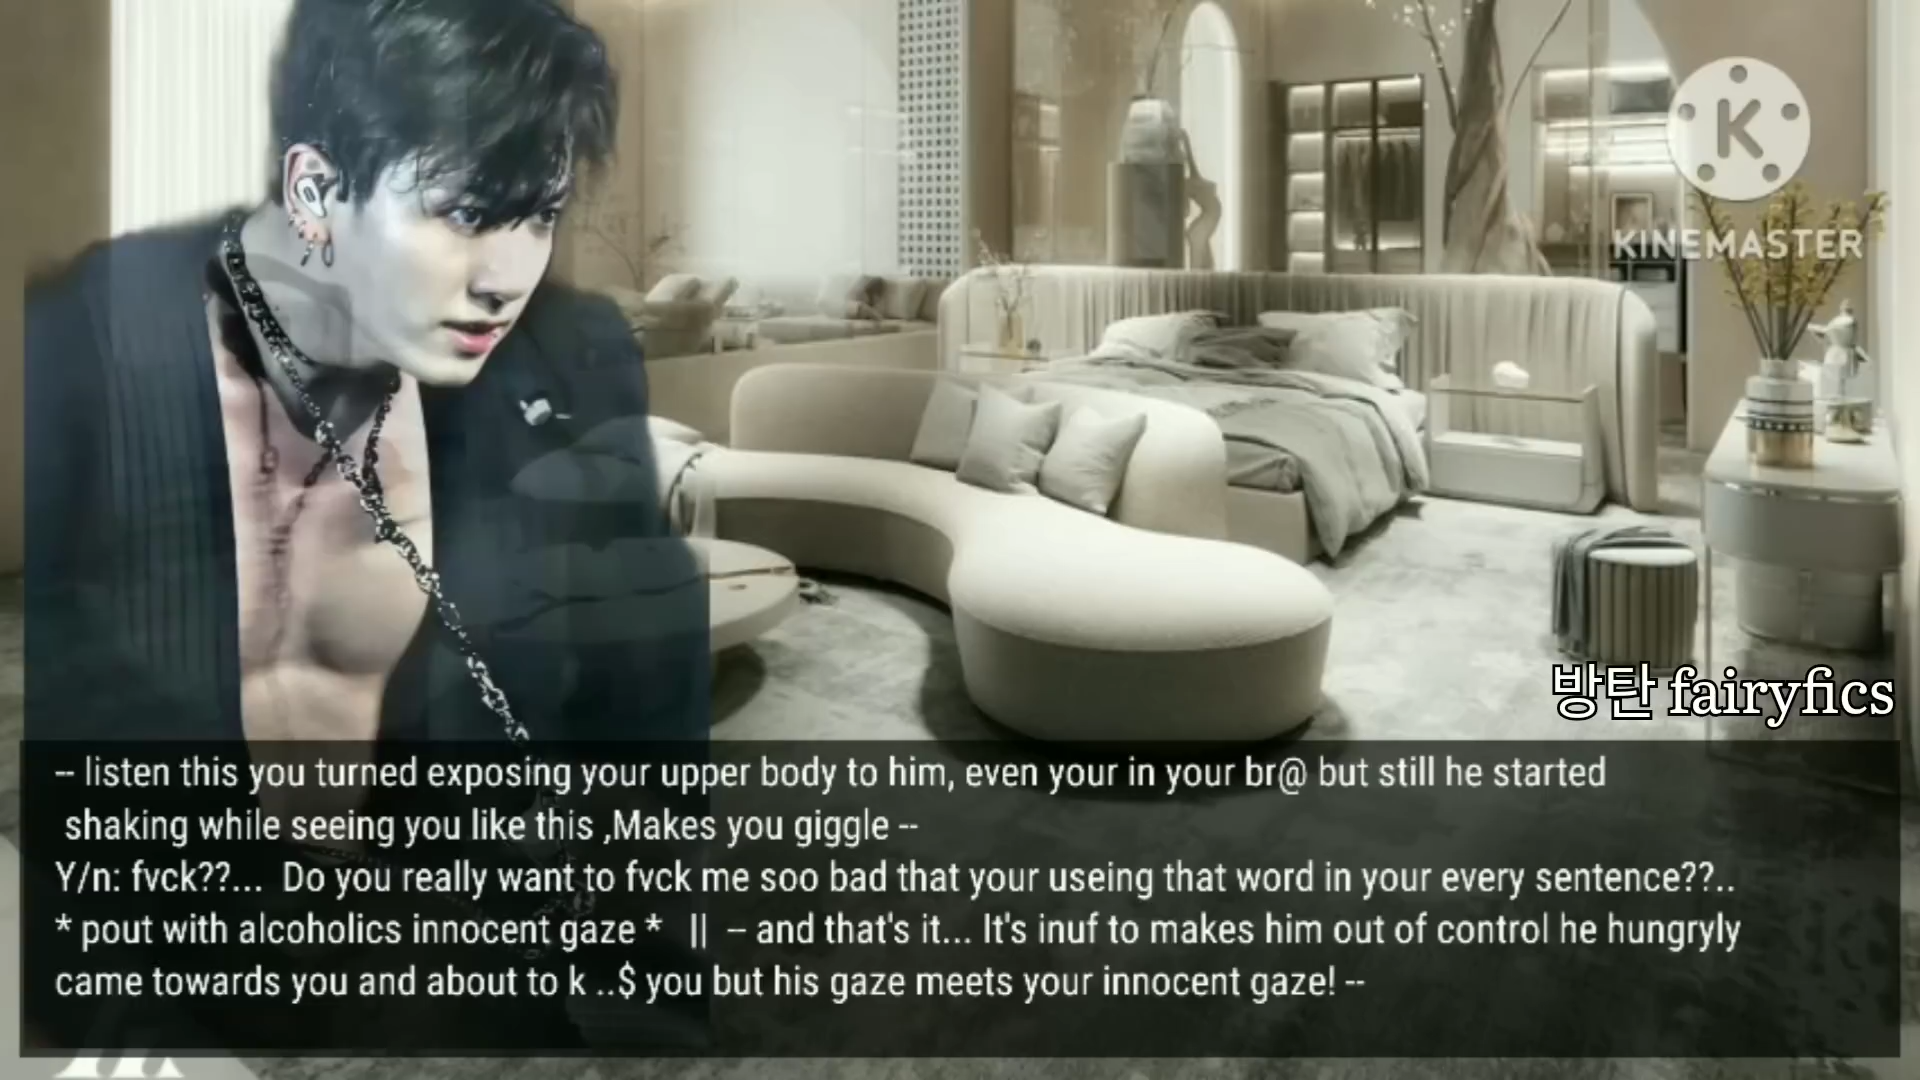 K
KINEMASTER
방탄 fairyfics
-- listen this you turned exposing your upper body to him, even your in your br@ but still he started
shaking while seeing you like this ,Makes you giggle --
Y/n: fvck??... Do you really want to fvck me soo bad that your useing that word in your every sentence??..
* pout with alcoholics innocent gaze * || -- and that's it... It's inuf to makes him out of control he hungryly
came towards you and about to k ..$ you but his gaze meets your innocent gaze! --